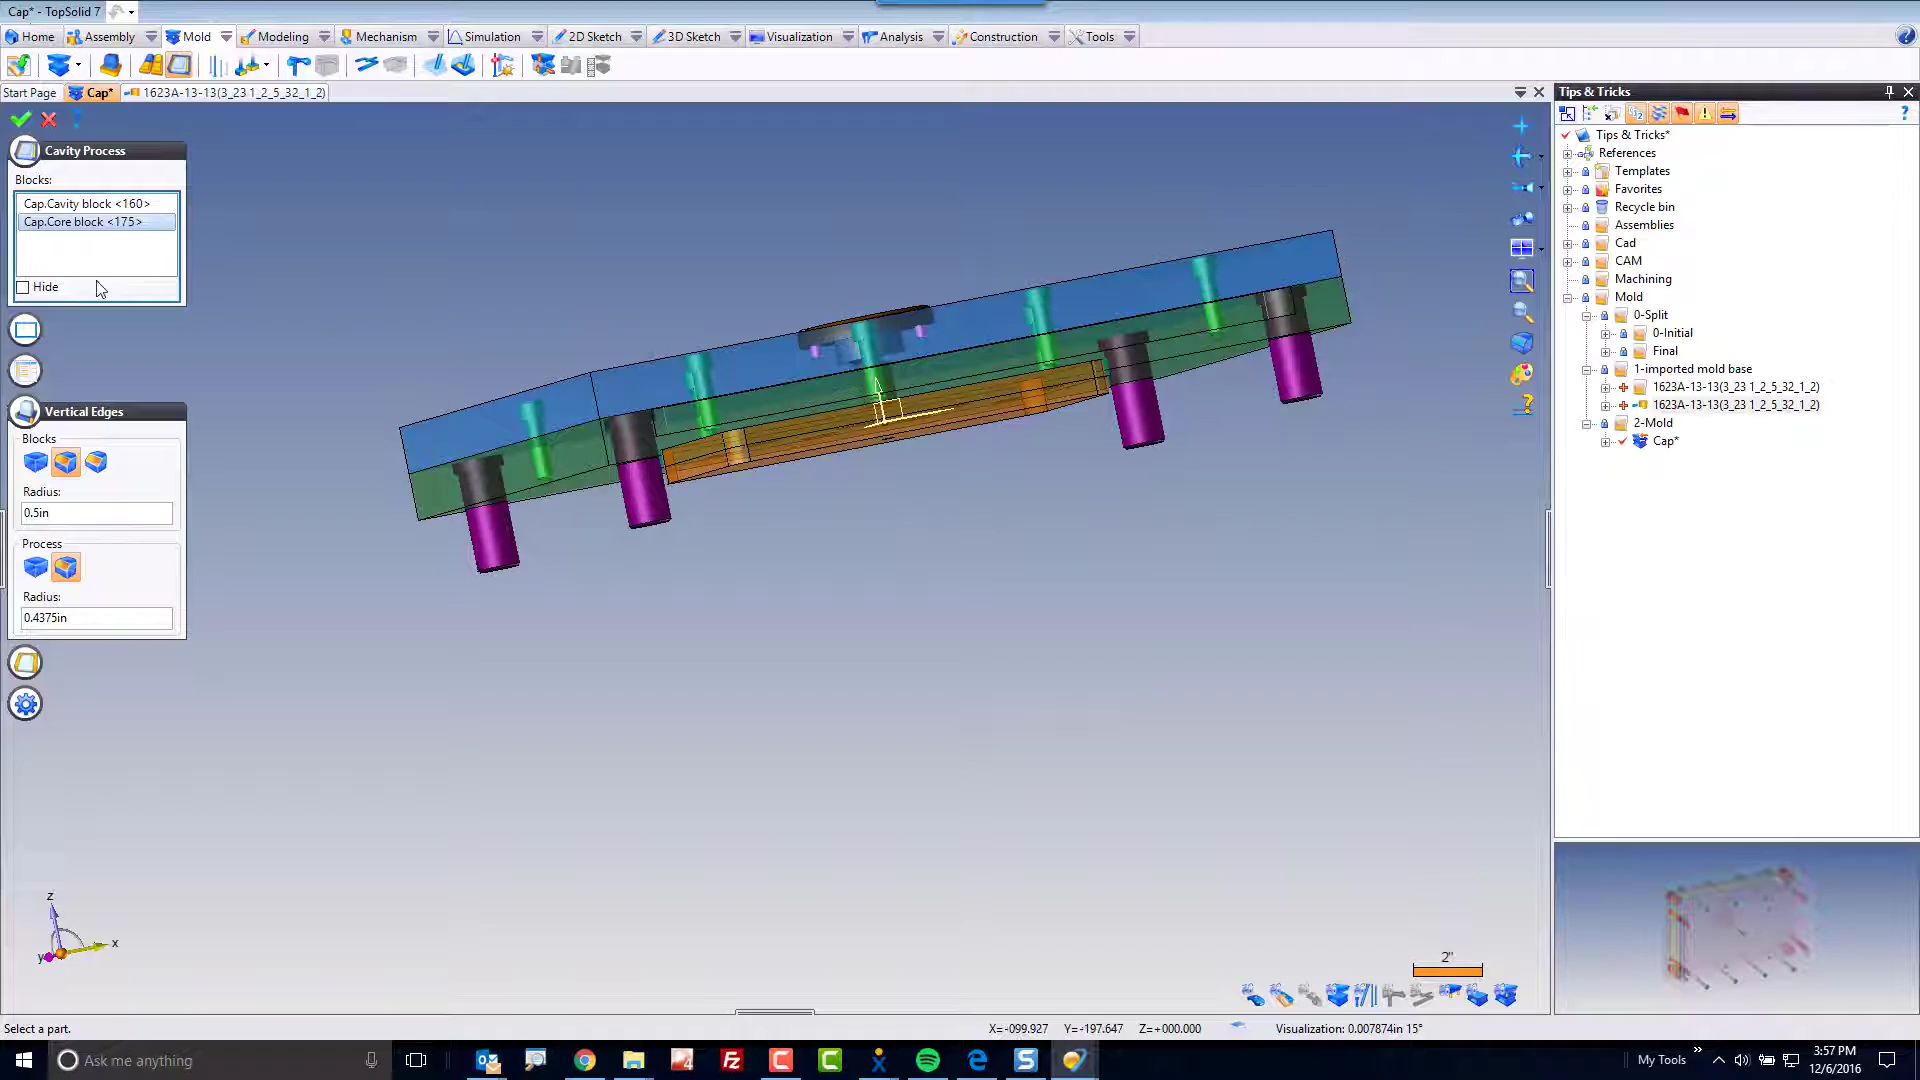 Cap* - TopSolid 7
Home Assembly Mold Modeling Mechanism Simulation 2D Sketch 3D Sketch Visualization Analysis Construction Tools
Start Page Cap* 1623A-13-13(3_23 1_2_5_32_1_2)
Cavity Process
Blocks:
Cap.Cavity block <160>
Cap.Core block <175>
Hide
Vertical Edges
Blocks
Radius:
0.5in
Process
Radius:
0.4375in
Tips & Tricks
Tips & Tricks*
References
Templates
Favorites
Recycle bin
Assemblies
Cad
CAM
Machining
Mold
0-Split
0-Initial
Final
1-imported mold base
1623A-13-13(3_23 1_2_5_32_1_2)
1623A-13-13(3_23 1_2_5_32_1_2)
2-Mold
Cap*
z
x
y
2"
Select a part.
X=-099.927 Y=-197.647 Z=+000.000 Visualization: 0.007874in 15°
Ask me anything
My Tools
3:57 PM
12/6/2016